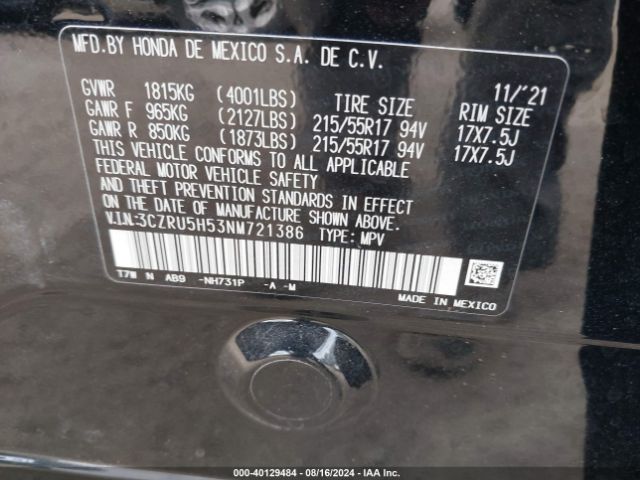 MFD.BY HONDA DE MEXICO S.A. DE C.V.
11/'21
GVWR 1815KG (4001LBS) TIRE SIZE RIM SIZE
GAWR F 965KG (2127LBS) 215/55R17 94V 17X7.5J
GAWR R 850KG (1873LBS) 215/55R17 94V 17X7.5J
THIS VEHICLE CONFORMS TO ALL APPLICABLE
FEDERAL MOTOR VEHICLE SAFETY
AND THEFT PREVENTION STANDARDS IN EFFECT
ON THE DATE OF MANUFACTURE SHOWN ABOVE.
V.I.N:3CZRU5H53NM721386 TYPE: MPV
T7W N AB9 -NH731P -A -M
MADE IN MEXICO
000-40129484 - 08/16/2024 - IAA Inc.